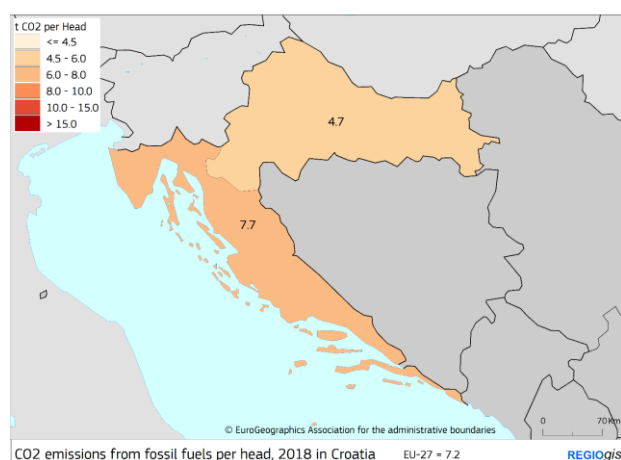 t CO2 per Head
<= 4.5
4.5 - 6.0
6.0 - 8.0
8.0 - 10.0
10.0 - 15.0
> 15.0
4.7
7.7
© EuroGeographics Association for the administrative boundaries
0 70 Km
CO2 emissions from fossil fuels per head, 2018 in Croatia EU-27 = 7.2 REGIOgis